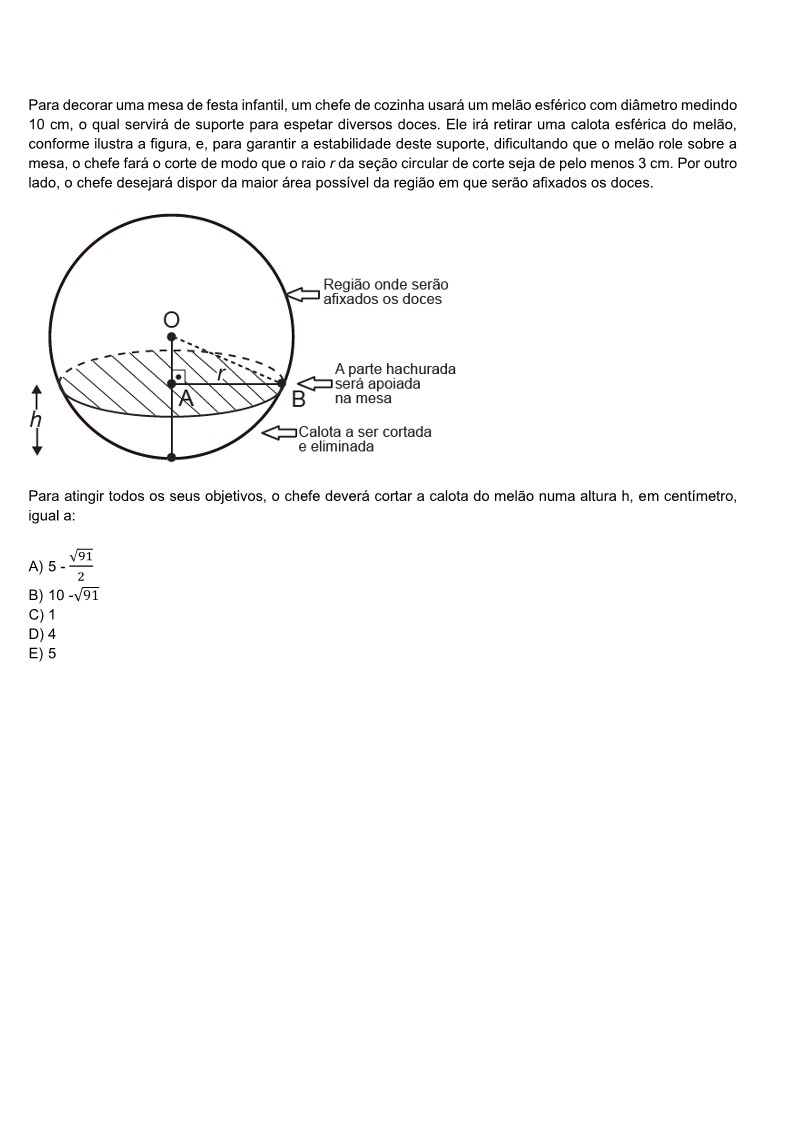 Para decorar uma mesa de festa infantil, um chefe de cozinha usará um melão esférico com diâmetro medindo
10 cm, o qual servirá de suporte para espetar diversos doces. Ele irá retirar uma calota esférica do melão,
conforme ilustra a figura, e, para garantir a estabilidade deste suporte, dificultando que o melão role sobre a
mesa, o chefe fará o corte de modo que o raio r da seção circular de corte seja de pelo menos 3 cm. Por outro
lado, o chefe desejará dispor da maior área possível da região em que serão afixados os doces.
Região onde serão
afixados os doces
O
A parte hachurada
será apoiada
na mesa
r
A
B
h
Calota a ser cortada
e eliminada
Para atingir todos os seus objetivos, o chefe deverá cortar a calota do melão numa altura h, em centímetro,
igual a:
A) 5 - √91/2
B) 10 -√91
C) 1
D) 4
E) 5